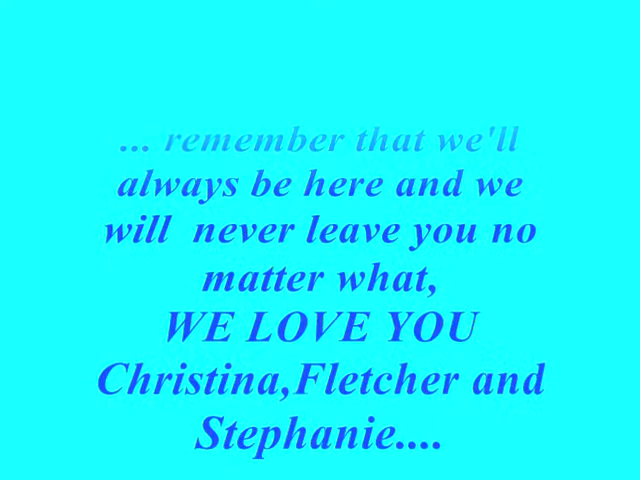 ... remember that we'll
always be here and we
will  never leave you no
matter what,
WE LOVE YOU
Christina,Fletcher and
Stephanie....